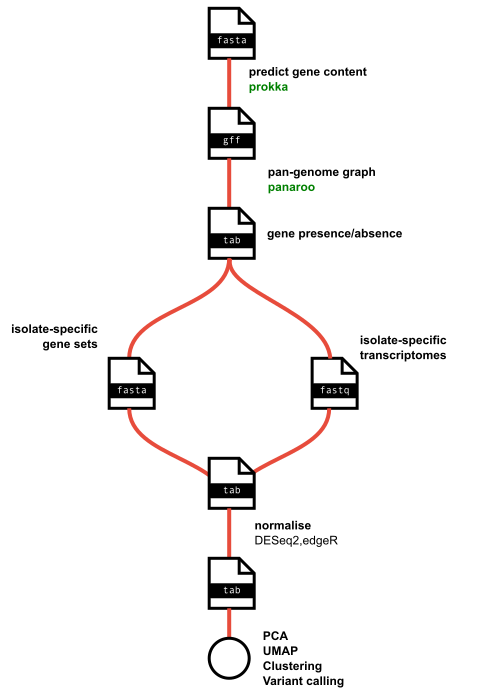 fasta
predict gene content
prokka
gff
pan-genome graph
panaroo
tab
gene presence/absence
isolate-specific
gene sets
isolate-specific
transcriptomes
fasta
fastq
tab
normalise
DESeq2,edgeR
tab
PCA
UMAP
Clustering
Variant calling